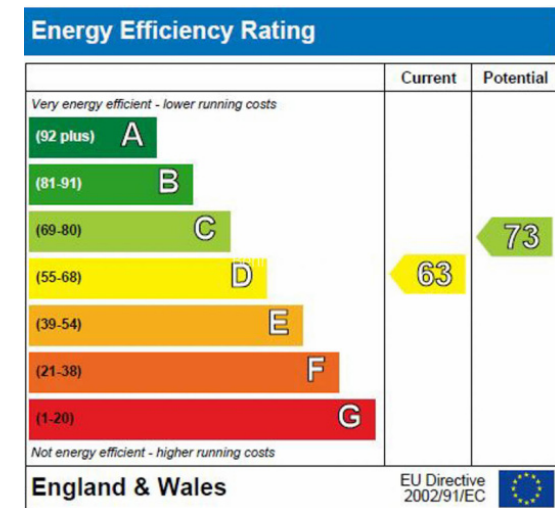 Energy Efficiency Rating
Current Potential
Very energy efficient - lower running costs
(92 plus) A
(81-91) B
(69-80) C
73
(55-68) D
63
(39-54) E
(21-38) F
(1-20) G
Not energy efficient - higher running costs
England & Wales
EU Directive
2002/91/EC